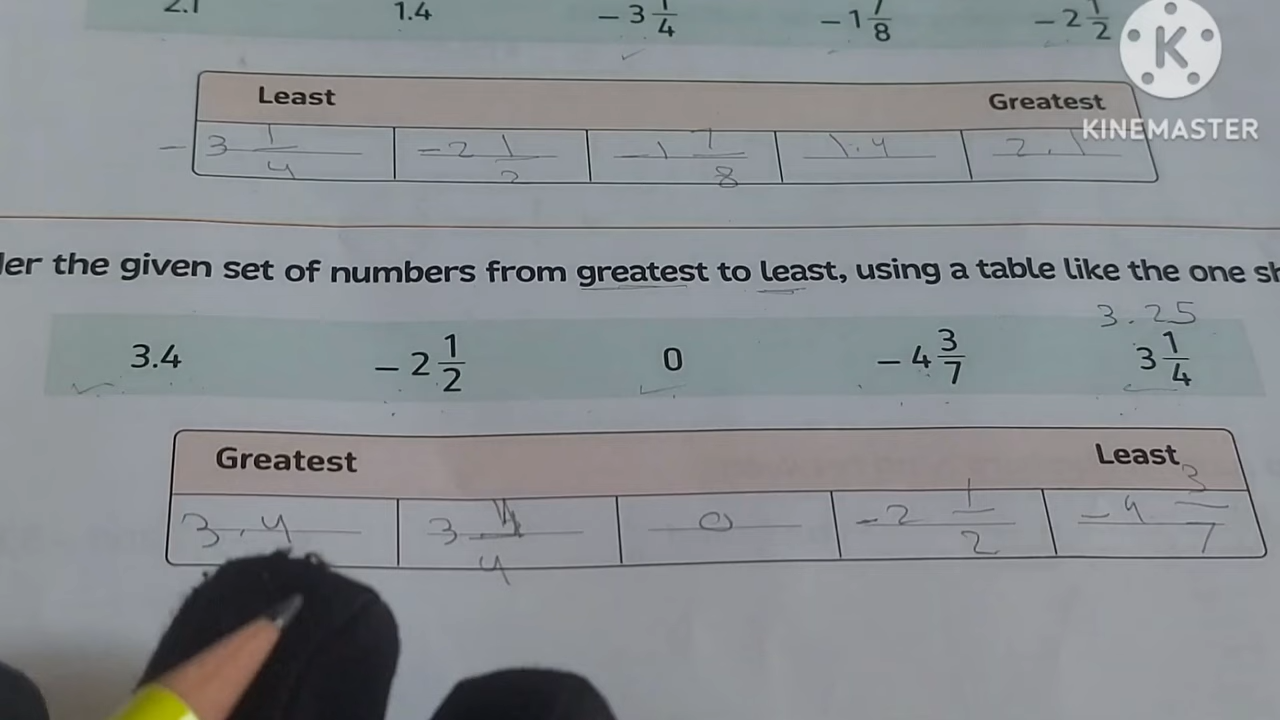 2.1 1.4 -3 1/4 -1 7/8 -2 1/2
Least Greatest
-3 1/4 -2 1/2 -1 7/8 1.4 2.1
KINEMASTER
der the given set of numbers from greatest to least, using a table like the one sh
3.25
3.4 -2 1/2 0 -4 3/7 3 1/4
Greatest Least
3.4 3 1/4 0 -2 1/2 -4 3/7